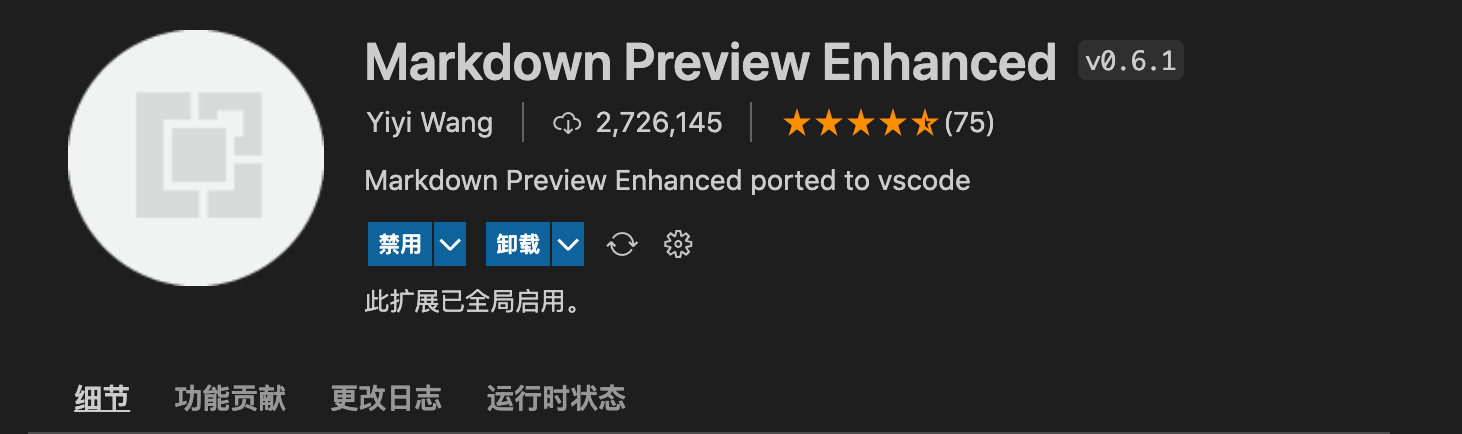 Markdown Preview Enhanced v0.6.1
Yiyi Wang 2,726,145 (75)
Markdown Preview Enhanced ported to vscode
禁用 卸载
此扩展已全局启用。
细节 功能贡献 更改日志 运行时状态